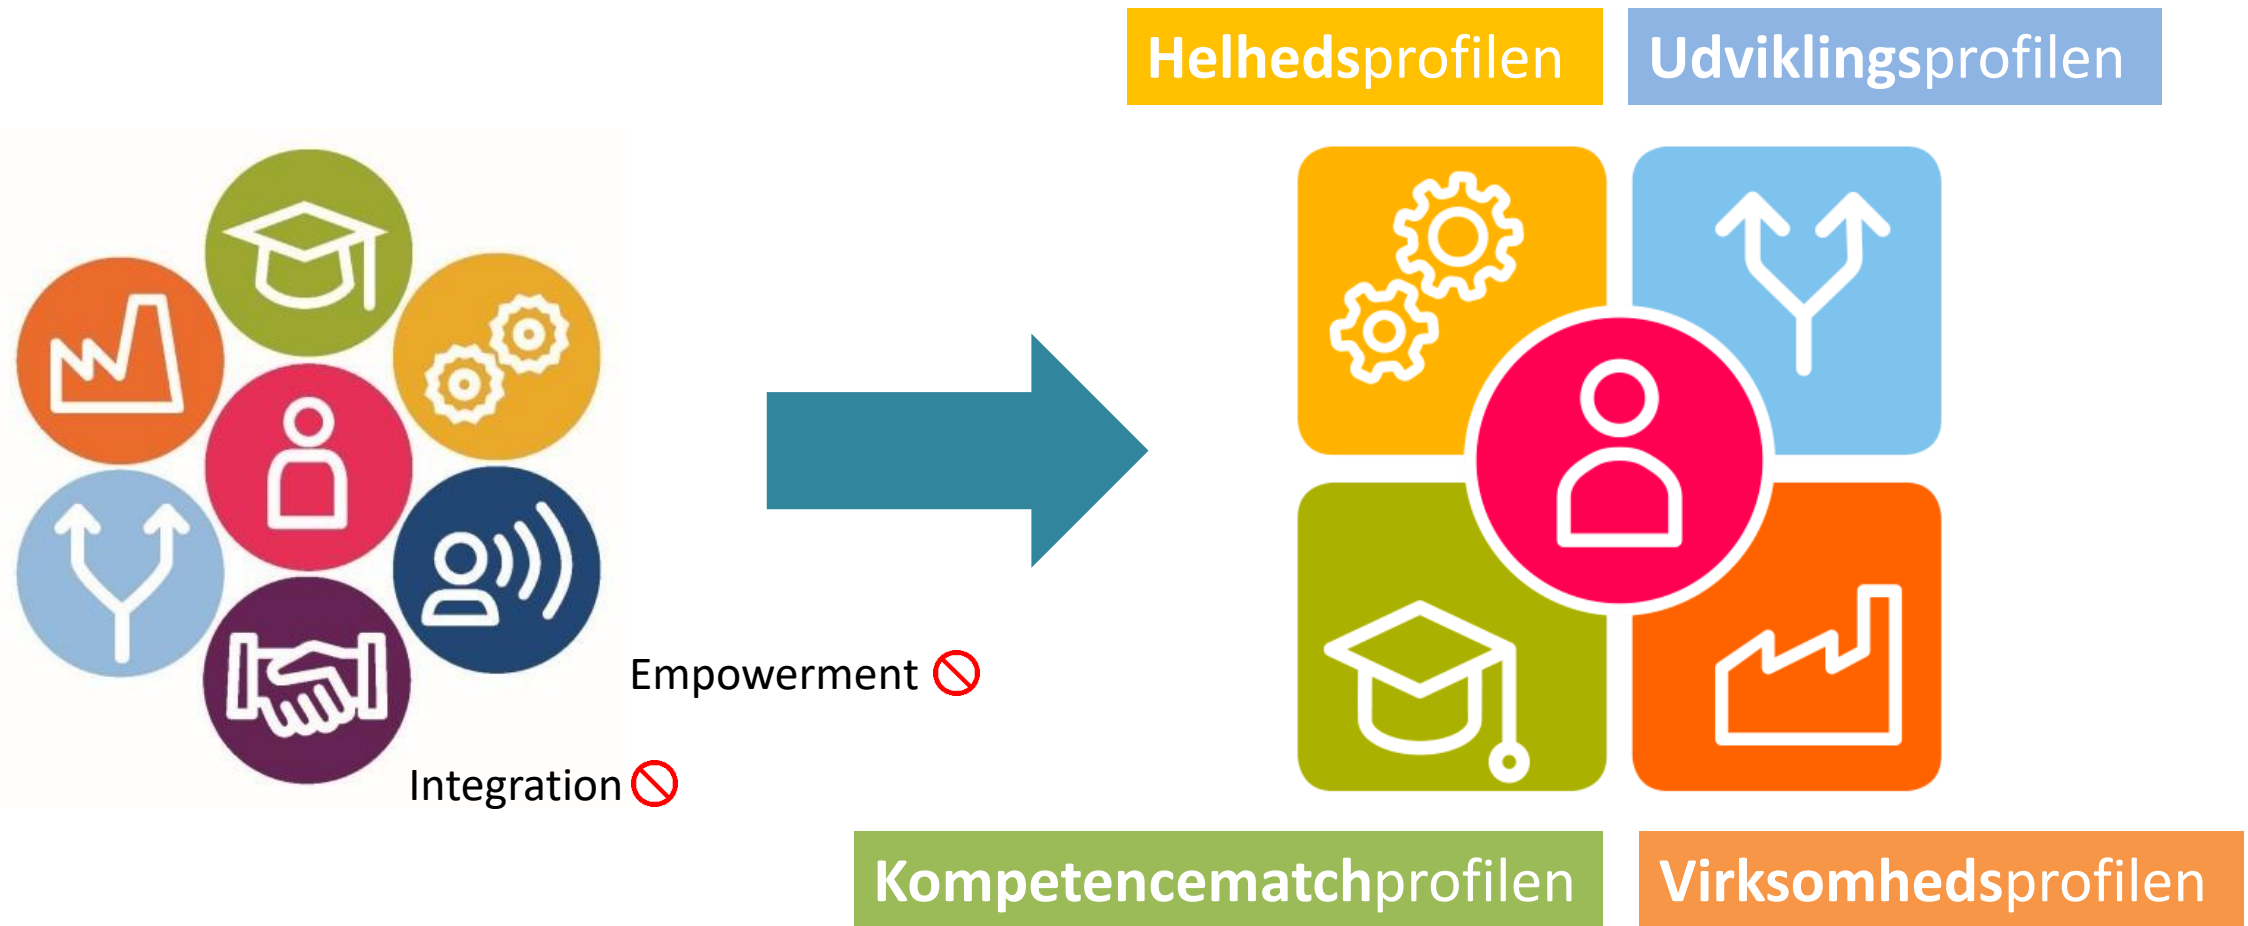 Helhedsprofilen
Udviklingsprofilen
Empowerment
Integration
Kompetencematchprofilen
Virksomhedsprofilen